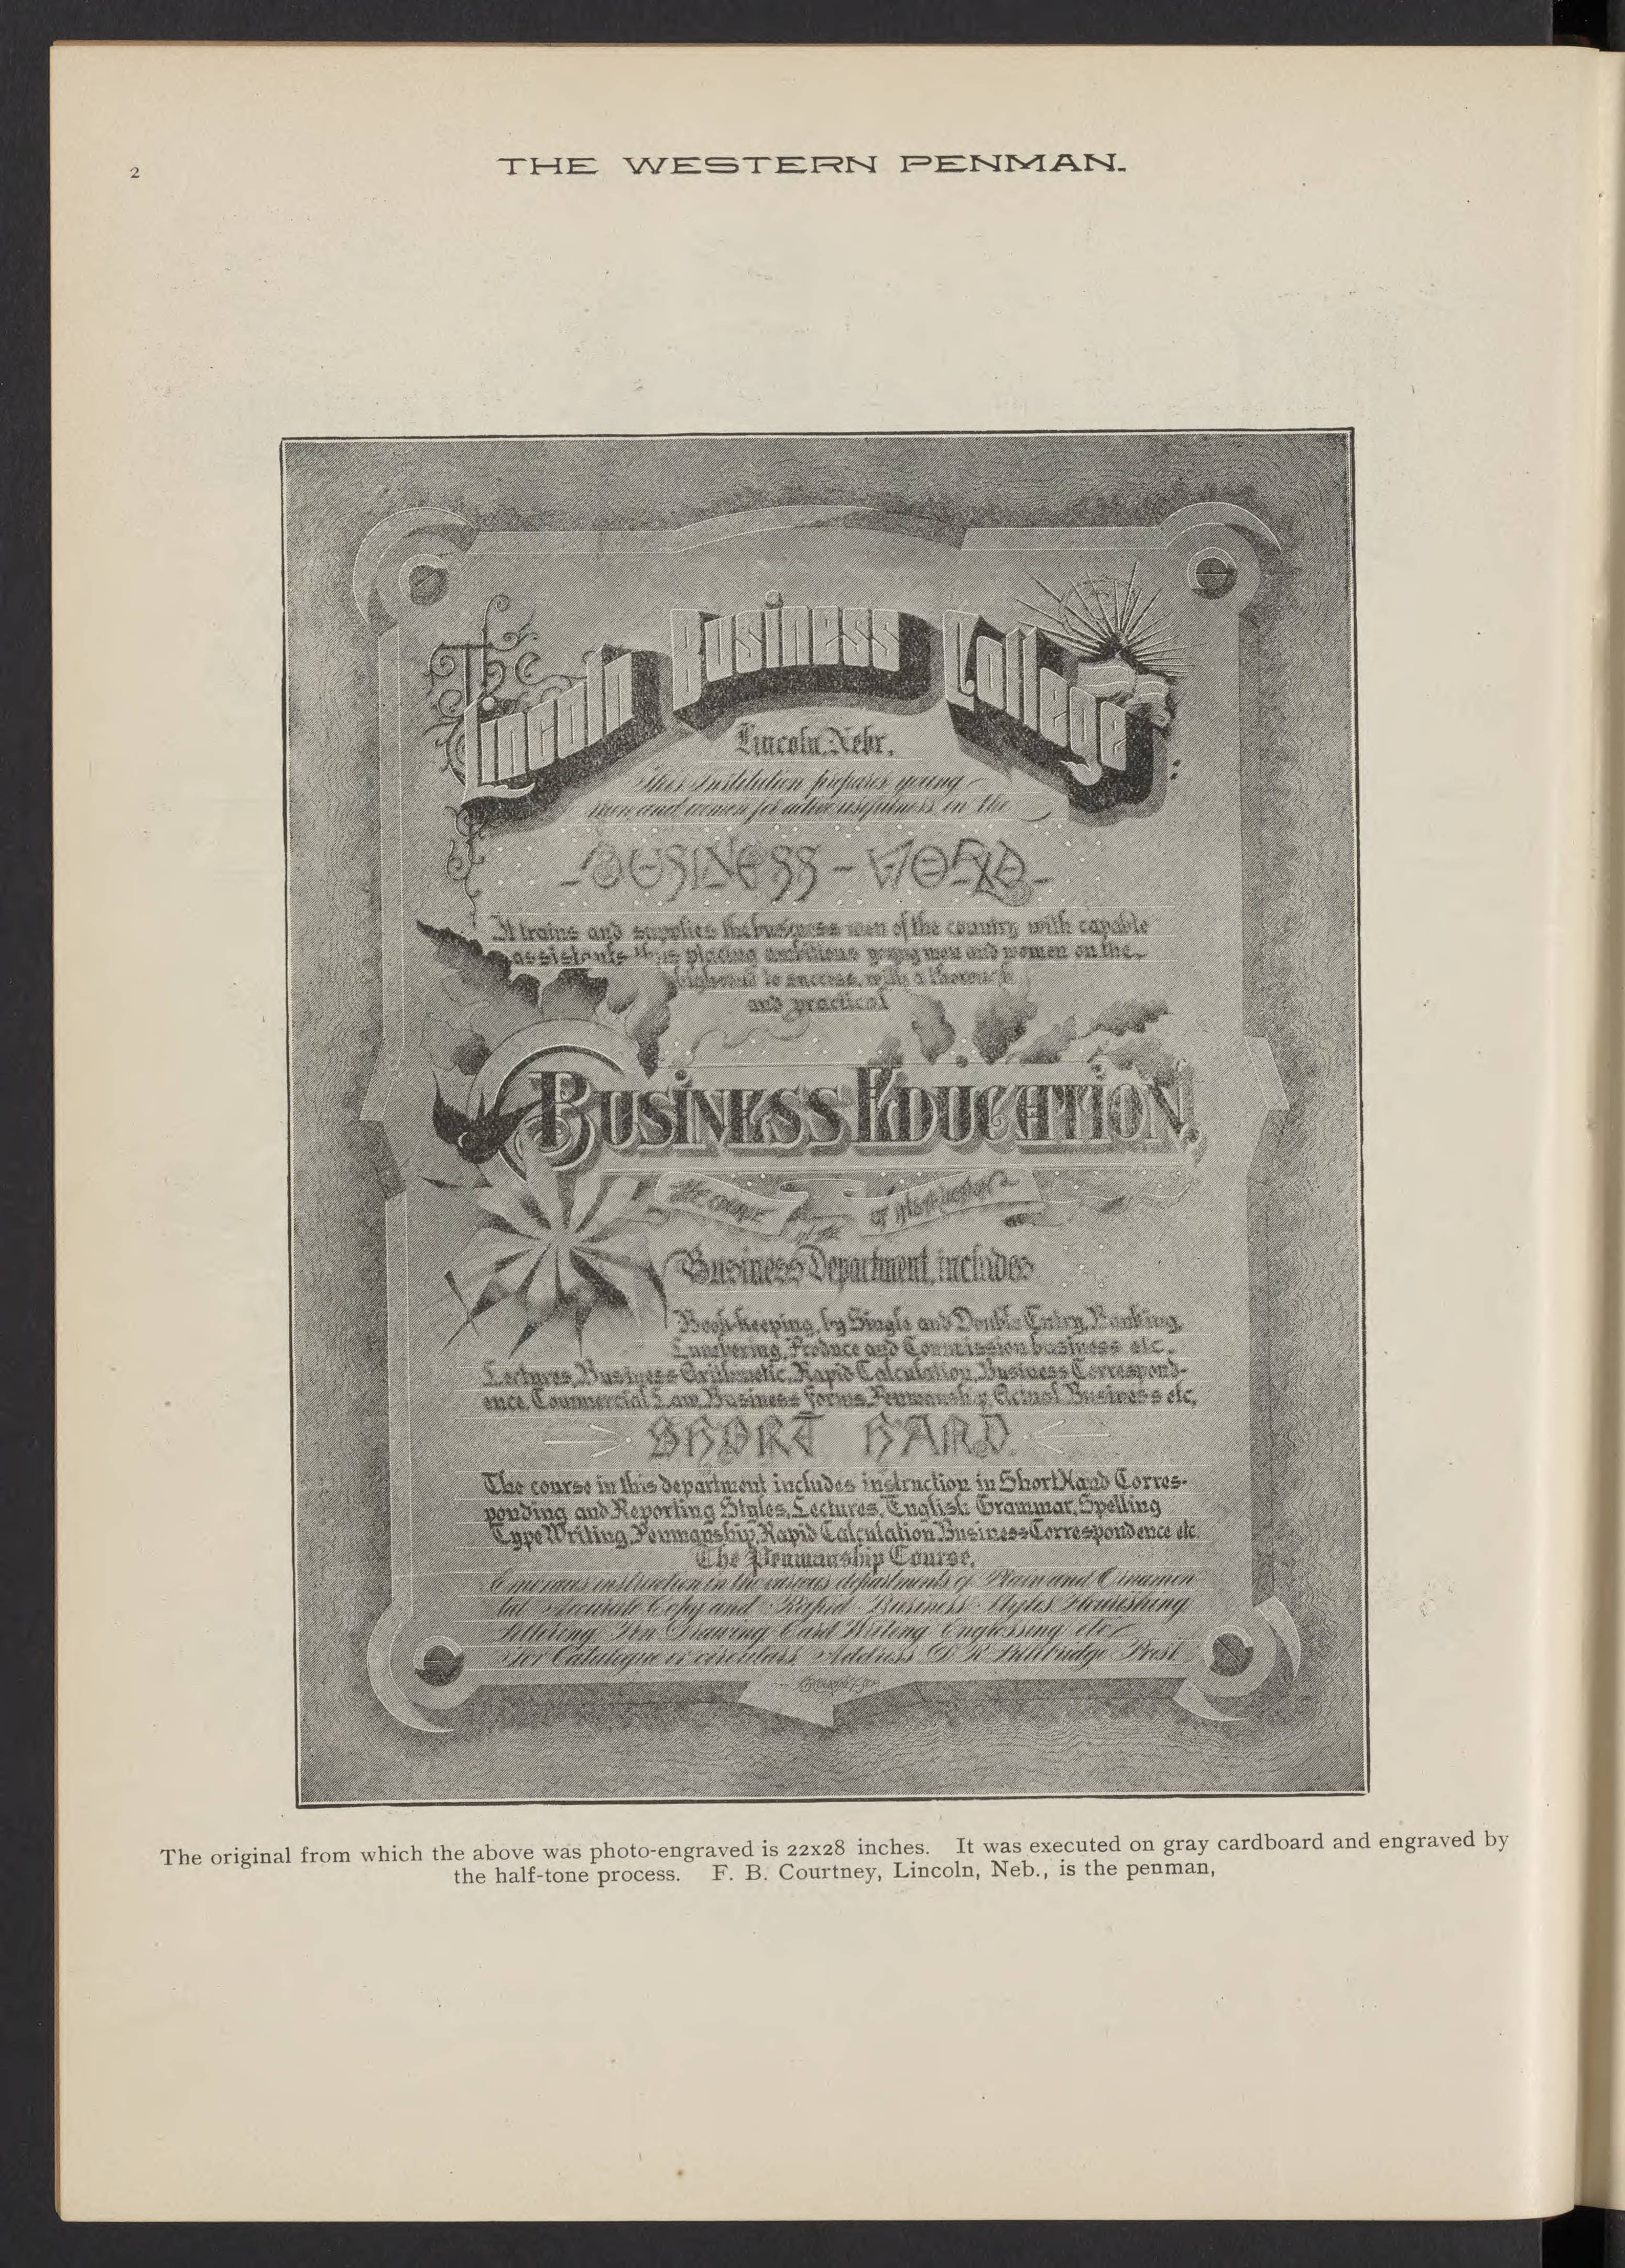 2
THE WESTERN PENMAN.
The
Lincoln Business College
Lincoln, Nebr.
This Institution prepares young
men and women for active usefulness in the
BUSINESS - WORLD
It trains and supplies the business men of the country with capable
assistants thus placing ambitious young men and women on the
highroad to success, with a thorough
and practical
BUSINESS EDUCATION,
THE COURSE OF INSTRUCTION
in the
Business Department, includes
Book-keeping, by Single and Double Entry, Banking,
Lumbering, Produce and Commission business etc.
Lectures, Business Arithmetic, Rapid Calculation, Business Correspond-
ence, Commercial Law, Business forms, Penmanship, Actual Business etc,
SHORT HAND.
The course in this department includes instruction in Short Hand Corres-
ponding and Reporting Styles, Lectures, English Grammar, Spelling
Type Writing, Penmanship, Rapid Calculation, Business Correspondence etc.
The Penmanship Course,
Embraces instruction in the various departments of Plain and Ornamen
tal Accurate Copy and Rapid Business Styles Flourishing
Lettering Pen Drawing Card Writing Engrossing etc
For Catalogue or circulars, Address D. R. Lillibridge Prest
The original from which the above was photo-engraved is 22x28 inches. It was executed on gray cardboard and engraved by
the half-tone process. F. B. Courtney, Lincoln, Neb., is the penman,